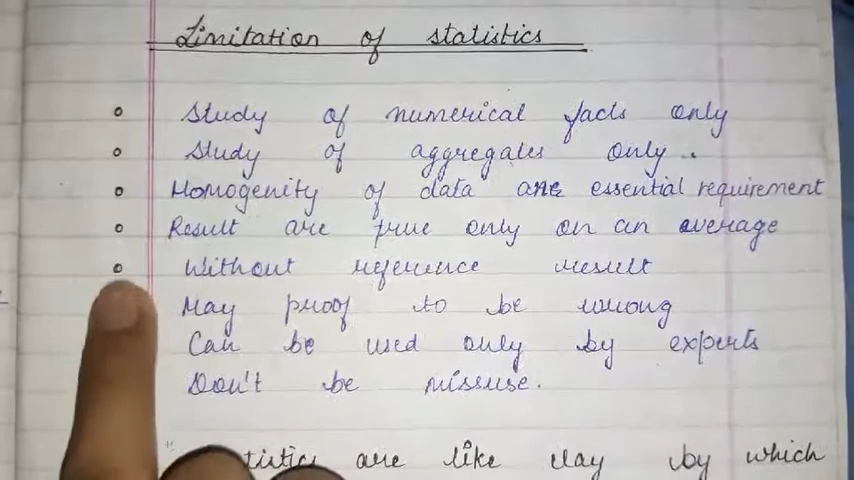 Limitation of statistics
Study of numerical facts only
Study of aggregates only..
Homogenity of data are essential requirement
Result are true only on an average
Without reference result
May proof to be wrong
Can be used only by experts
Don't be missuse.
are like clay by which